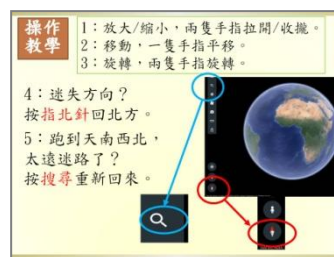 操作
教學
1：放大/縮小，兩隻手指拉開/收攏。
2：移動，一隻手指平移。
3：旋轉，兩隻手指旋轉。
4：迷失方向？
按指北針回北方。
5：跑到天南西北，
太遠迷路了？
按搜尋重新回來。